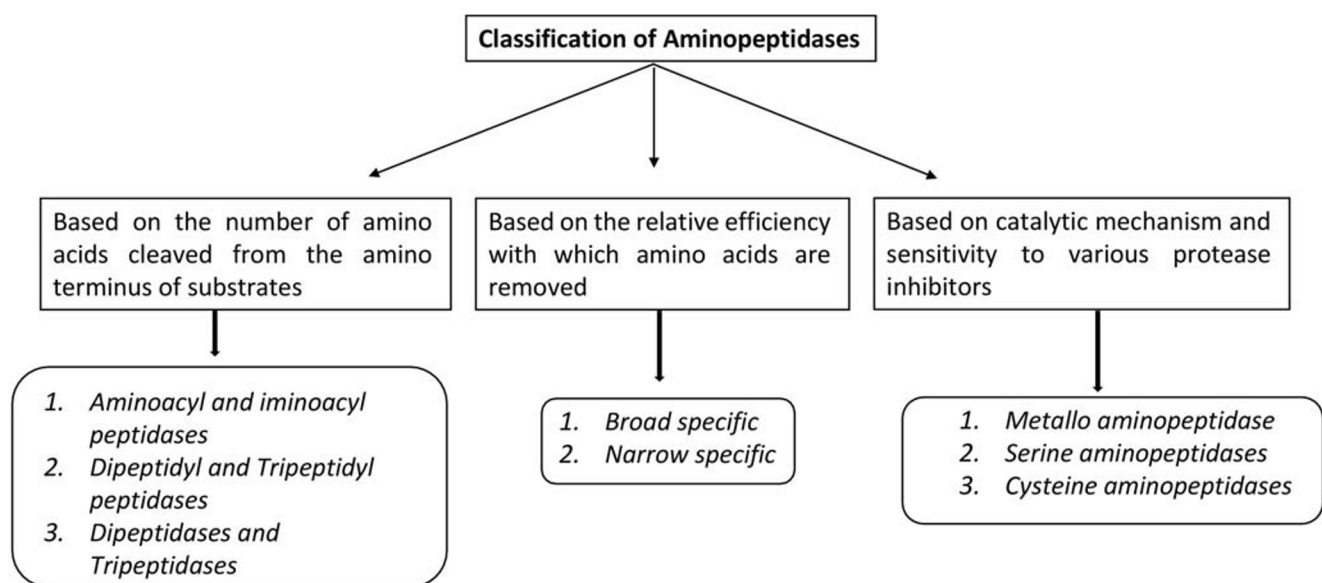 Classification of Aminopeptidases
Based on the number of amino
acids cleaved from the amino
terminus of substrates
Based on the relative efficiency
with which amino acids are
removed
Based on catalytic mechanism and
sensitivity to various protease
inhibitors
1. Aminoacyl and iminoacyl
peptidases
2. Dipeptidyl and Tripeptidyl
peptidases
3. Dipeptidases and
Tripeptidases
1. Broad specific
2. Narrow specific
1. Metallo aminopeptidase
2. Serine aminopeptidases
3. Cysteine aminopeptidases